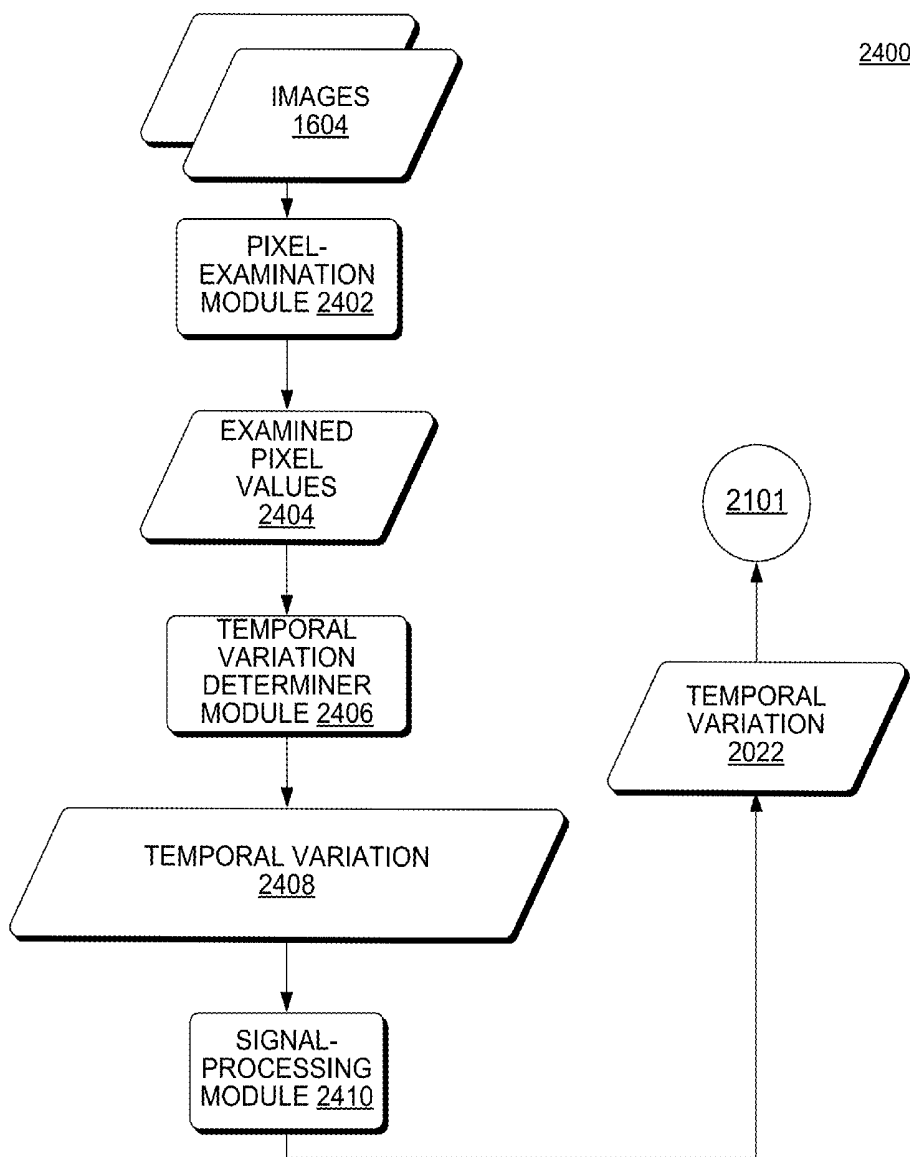 2400
IMAGES
1604
PIXEL-
EXAMINATION
MODULE 2402
EXAMINED
PIXEL
VALUES
2404
TEMPORAL
VARIATION
DETERMINER
MODULE 2406
TEMPORAL VARIATION
2408
SIGNAL-
PROCESSING
MODULE 2410
TEMPORAL
VARIATION
2022
2101